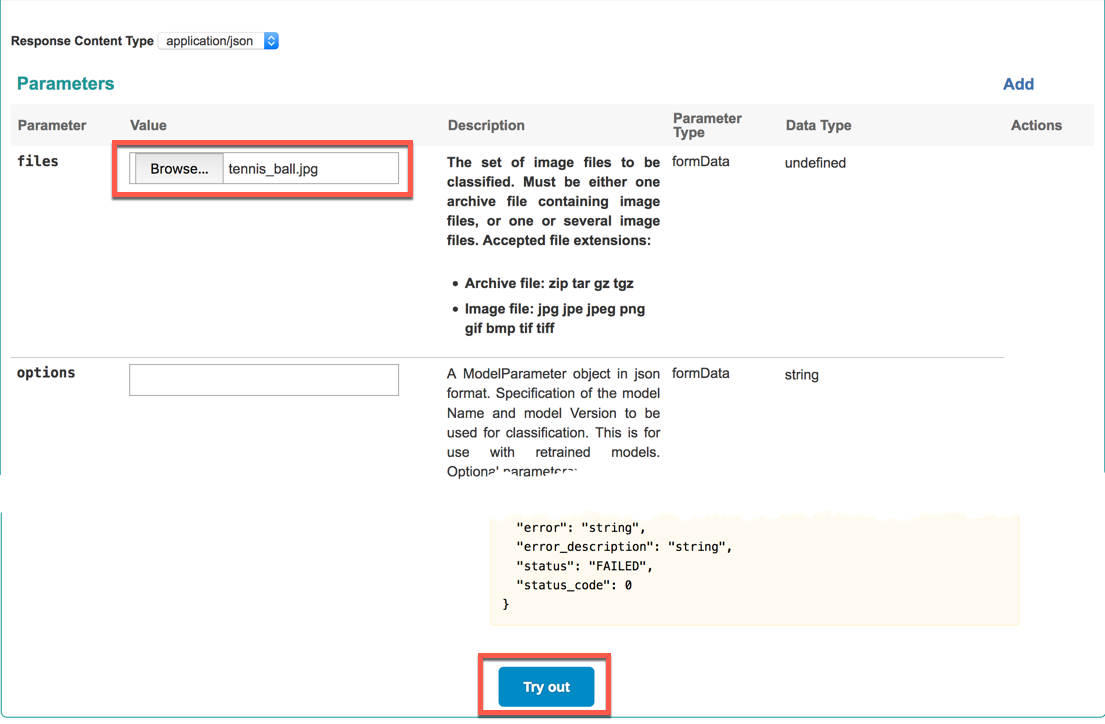 Response Content Type application/json
Parameters Add
Parameter Value Description Parameter Type Data Type Actions
files Browse... tennis_ball.jpg The set of image files to be formData undefined
classified. Must be either one
archive file containing image
files, or one or several image
files. Accepted file extensions:
• Archive file: zip tar gz tgz
• Image file: jpg jpe jpeg png
gif bmp tif tiff
options A ModelParameter object in json formData string
format. Specification of the model
Name and model Version to be
used for classification. This is for
use with retrained models.
Optional parameters:
"error": "string",
"error_description": "string",
"status": "FAILED",
"status_code": 0
}
Try out